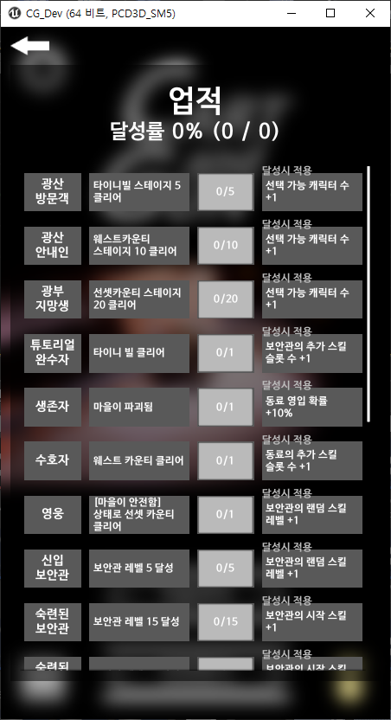 CG_Dev (64 비트, PCD3D_SM5)
업적
달성률 0% (0 / 0)
광산
방문객
타이니빌 스테이지 5
클리어
0/5
달성시 적용
선택 가능 캐릭터 수
+1
광산
안내인
웨스트카운티
스테이지 10 클리어
0/10
달성시 적용
선택 가능 캐릭터 수
+1
광부
지망생
선셋카운티 스테이지
20 클리어
0/20
달성시 적용
선택 가능 캐릭터 수
+1
튜토리얼
완수자
타이니 빌 클리어
0/1
달성시 적용
보안관의 추가 스킬
슬롯 수 +1
생존자
마을이 파괴됨
0/1
달성시 적용
동료 영입 확률
+10%
수호자
웨스트 카운티 클리어
0/1
달성시 적용
동료의 추가 스킬
슬롯 수 +1
영웅
[마을이 안전함]
상태로 선셋 카운티
클리어
0/1
달성시 적용
보안관의 랜덤 스킬
레벨 +1
신입
보안관
보안관 레벨 5 달성
0/5
달성시 적용
보안관의 랜덤 스킬
레벨 +1
숙련된
보안관
보안관 레벨 15 달성
0/15
달성시 적용
보안관의 시작 스킬
+1
숙련된
달성시 적용
보안관의 시작 스킬